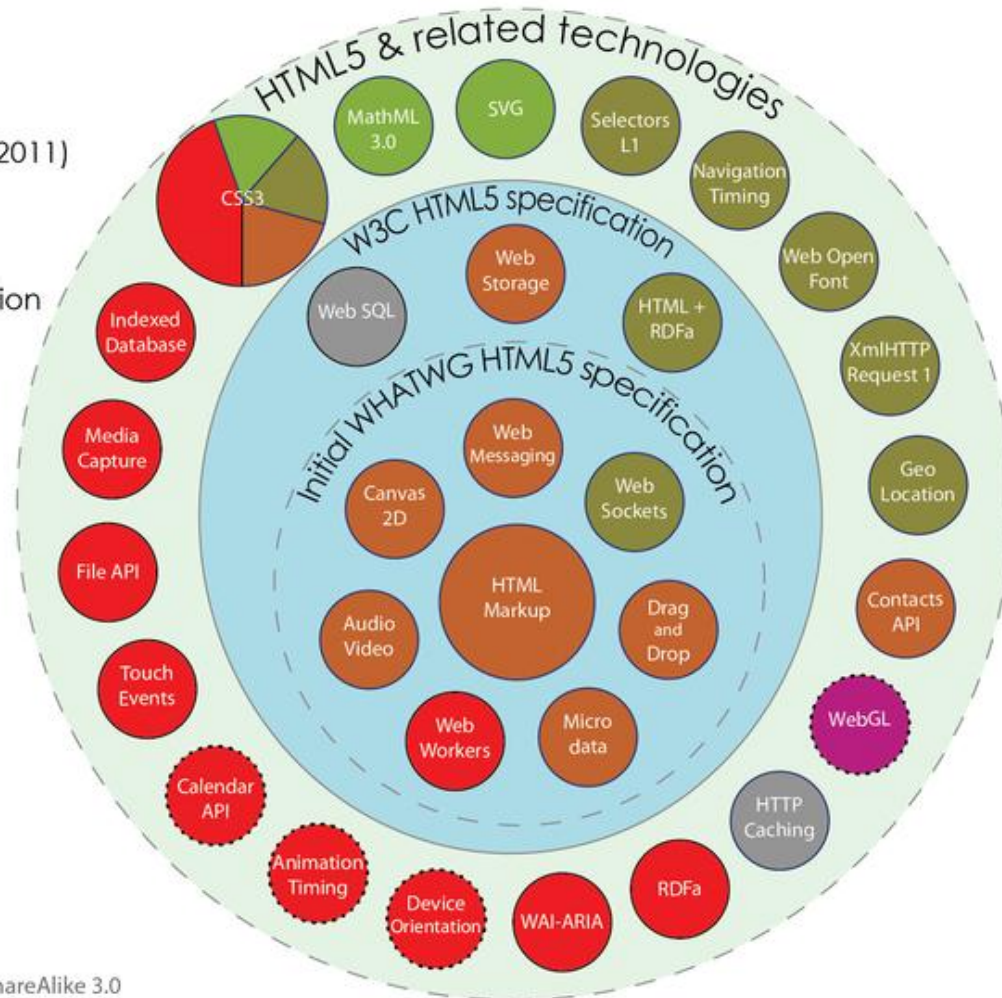 HTML5 & related technologies
2011)
ion
MathML
3.0
SVG
Selectors
L1
Navigation
Timing
CSS3
Web Open
Font
XmlHTTP
Request 1
Geo
Location
Contacts
API
WebGL
HTTP
Caching
RDFa
WAI-ARIA
Device
Orientation
Animation
Timing
Calendar
API
Touch
Events
File API
Media
Capture
Indexed
Database
W3C HTML5 specification
Web SQL
Web
Storage
HTML +
RDFa
Initial WHATWG HTML5 specification
Web
Messaging
Canvas
2D
Web
Sockets
HTML
Markup
Audio
Video
Drag
and
Drop
Web
Workers
Micro
data
hareAlike 3.0